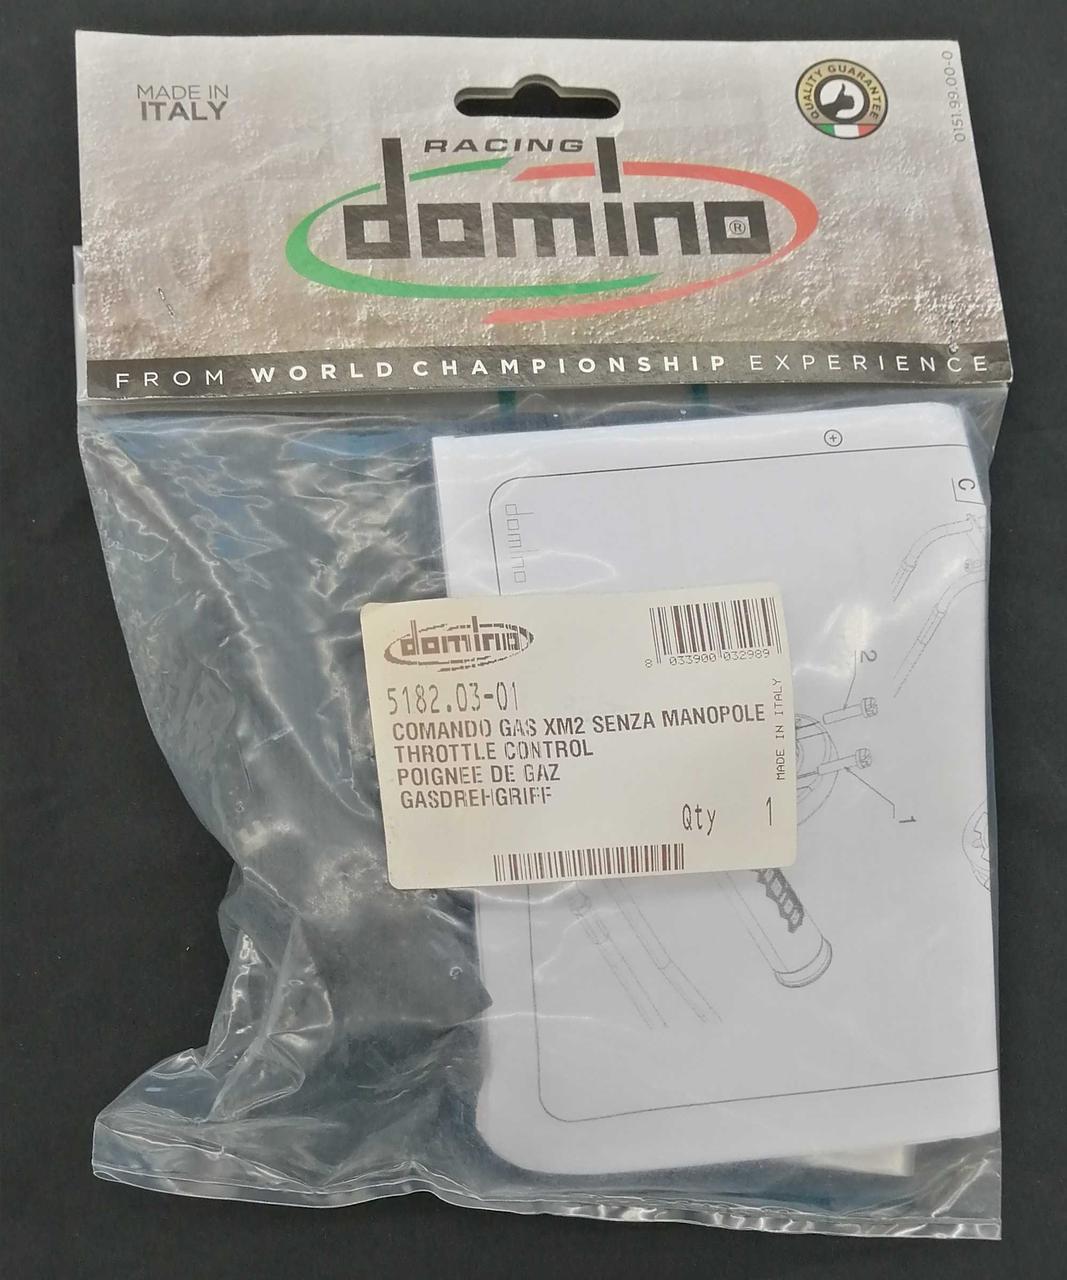 MADE IN
ITALY
QUALITY GUARANTEE
0151.99.00-0
RACING
domino®
FROM WORLD CHAMPIONSHIP EXPERIENCE
C
domino
2
1
domino
8 033900 032989
5182.03-01
COMANDO GAS XM2 SENZA MANOPOLE
THROTTLE CONTROL
POIGNEE DE GAZ
GASDREHGRIFF
MADE IN ITALY
Qty 1